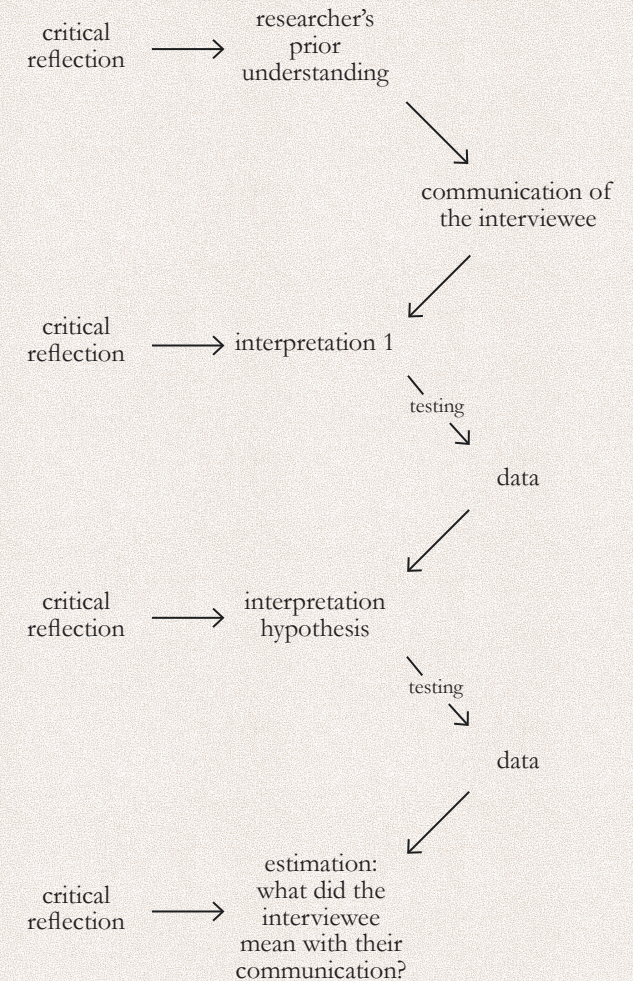 critical
reflection
researcher’s
prior
understanding
communication of
the interviewee
critical
reflection
interpretation 1
testing
data
critical
reflection
interpretation
hypothesis
testing
data
critical
reflection
estimation:
what did the
interviewee
mean with their
communication?